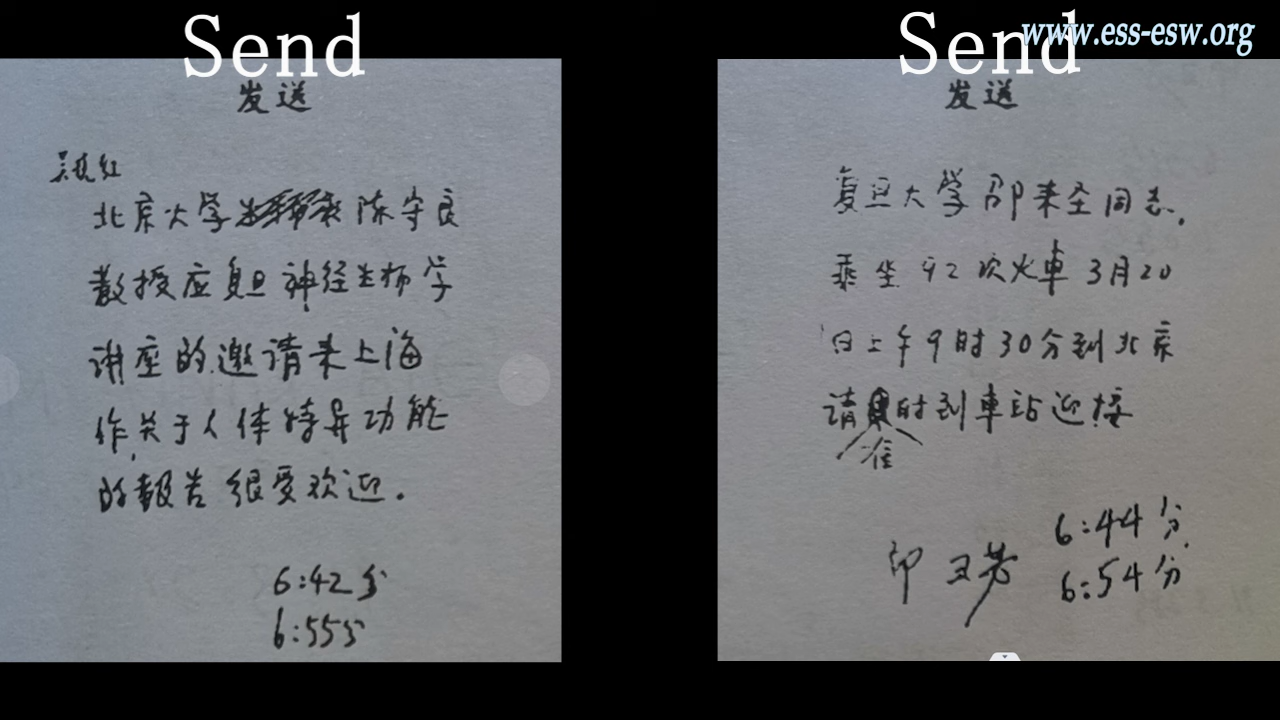 Send
发送
北京大学 陈守良
教授应复旦神经生物学
讲座的邀请来上海
作关于人体特异功能
的报告很受欢迎。
6:42分
6:55分
Send
www.ess-esw.org
发送
复旦大学邵来圣同志,
乘坐 92次火車 3月20
日上午9时30分到北京
请 时到車站迎接
准
6:44分
6:54分